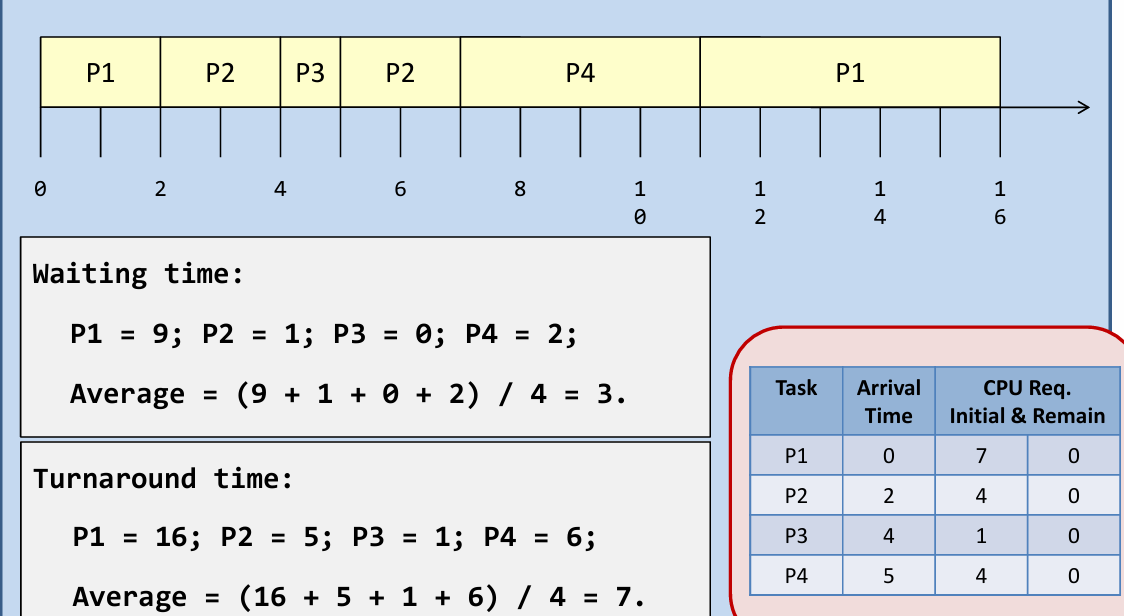 P1 P2 P3 P2 P4 P1
0 2 4 6 8 10 12 14 16
Waiting time:
P1 = 9; P2 = 1; P3 = 0; P4 = 2;
Average = (9 + 1 + 0 + 2) / 4 = 3.
Turnaround time:
P1 = 16; P2 = 5; P3 = 1; P4 = 6;
Average = (16 + 5 + 1 + 6) / 4 = 7.
Task Arrival Time CPU Req. Initial & Remain
P1 0 7 0
P2 2 4 0
P3 4 1 0
P4 5 4 0